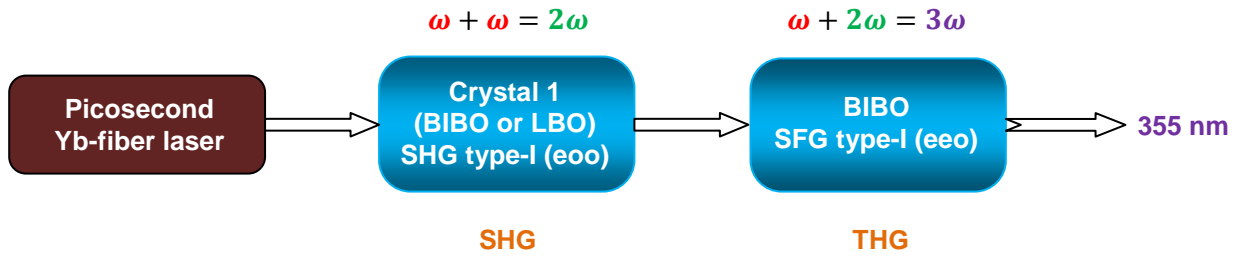 ω + ω = 2ω
ω + 2ω = 3ω
Picosecond
Yb-fiber laser
Crystal 1
(BIBO or LBO)
SHG type-I (eoo)
BIBO
SFG type-I (eeo)
355 nm
SHG
THG